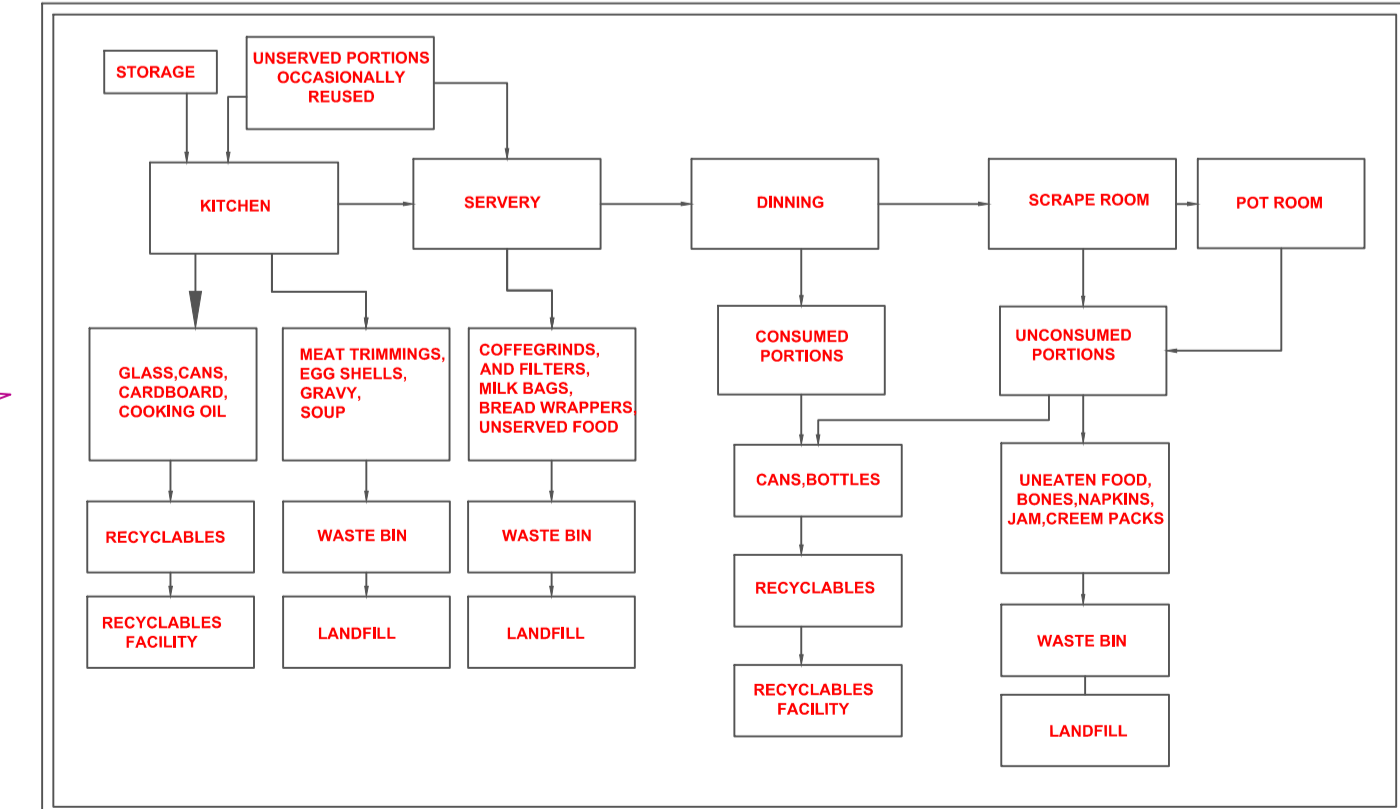 STORAGE
UNSERVED PORTIONS
OCCASIONALLY
REUSED
KITCHEN
SERVERY
DINNING
SCRAPE ROOM
POT ROOM
GLASS,CANS,
CARDBOARD,
COOKING OIL
MEAT TRIMMINGS,
EGG SHELLS,
GRAVY,
SOUP
COFFEGRINDS,
AND FILTERS,
MILK BAGS,
BREAD WRAPPERS,
UNSERVED FOOD
CONSUMED
PORTIONS
UNCONSUMED
PORTIONS
CANS,BOTTLES
UNEATEN FOOD,
BONES,NAPKINS,
JAM,CREEM PACKS
RECYCLABLES
WASTE BIN
WASTE BIN
RECYCLABLES
RECYCLABLES
FACILITY
LANDFILL
LANDFILL
WASTE BIN
RECYCLABLES
FACILITY
LANDFILL